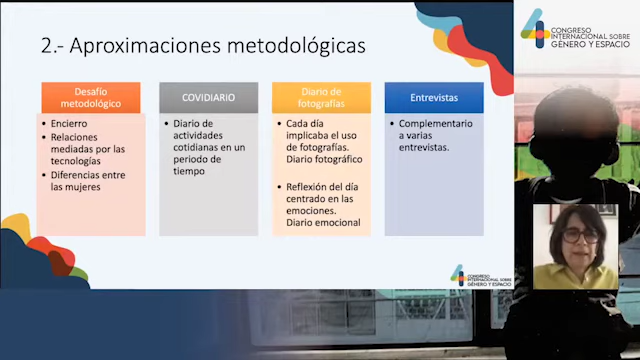 2.- Aproximaciones metodológicas
4 CONGRESO
INTERNACIONAL SOBRE
GÉNERO Y ESPACIO
Desafío
metodológico
• Encierro
• Relaciones
mediadas por las
tecnologías
• Diferencias entre
las mujeres
COVIDIARIO
• Diario de
actividades
cotidianas en un
periodo de
tiempo
Diario de
fotografías
• Cada día
implicaba el uso
de fotografías.
Diario fotográfico
• Reflexión del día
centrado en las
emociones.
Diario emocional
Entrevistas
• Complementario
a varias
entrevistas.
4 CONGRESO
INTERNACIONAL SOBRE
GÉNERO Y ESPACIO